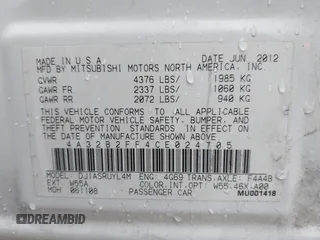 MADE IN U S A DATE JUN 2012
MFD BY MITSUBISHI MOTORS NORTH AMERICA, INC
GVWR 4376 LBS/ 1985 KG
GAWR FR 2337 LBS/ 1060 KG
GAWR RR 2072 LBS/ 940 KG
THIS VEHICLE CONFORMS TO ALL APPLICABLE
FEDERAL MOTOR VEHICLE SAFETY, BUMPER, AND
THEFT STANDARDS IN EFFECT ON THE
DATE OF MANUFACTURE
4A32B2FF4CE024705
MODEL DJ1ASRUYL4M ENG: 4G69 TRANS. AXLE: F4A4B
EXT W55A COLOR, INT, OPT: W55.46X.A00
MDH 061108 PASSENGER CAR MU001418
DREAMBID